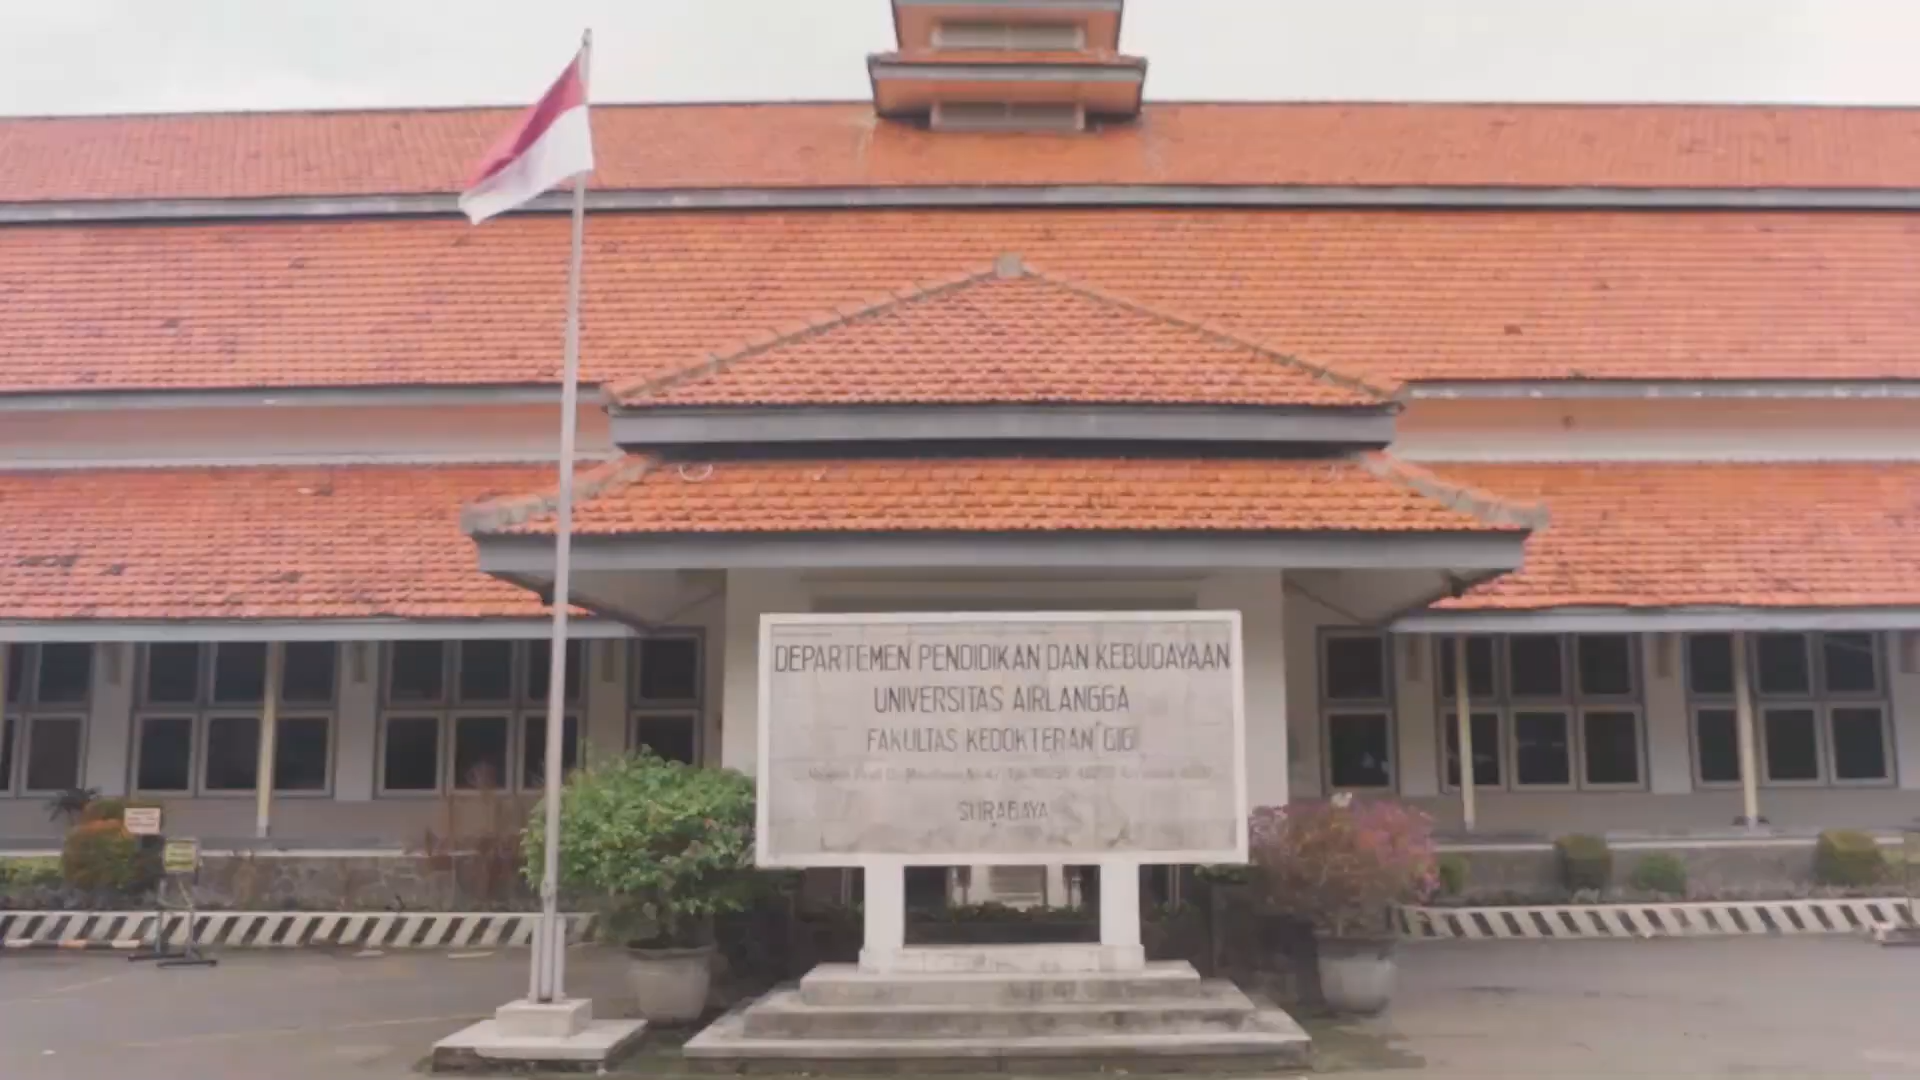 DEPARTEMEN PENDIDIKAN DAN KEBUDAYAAN
UNIVERSITAS AIRLANGGA
FAKULTAS KEDOKTERAN GIGI
SURABAYA